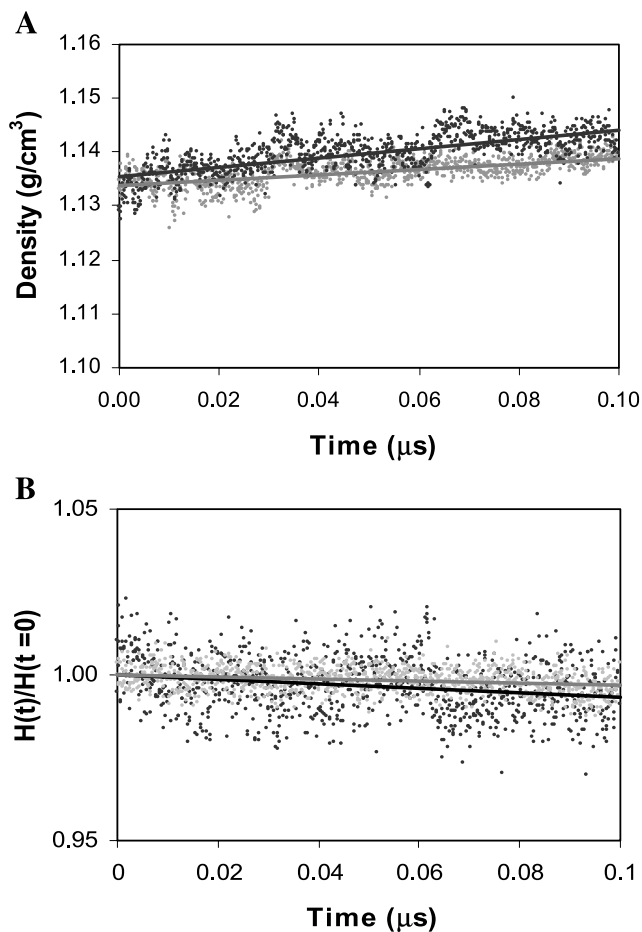 A
1.16
1.15
1.14
1.13
1.12
1.11
1.10
Density (g/cm³)
0.00 0.02 0.04 0.06 0.08 0.10
Time (μs)
B
1.05
1.00
0.95
H(t)/H(t =0)
0 0.02 0.04 0.06 0.08 0.1
Time (μs)